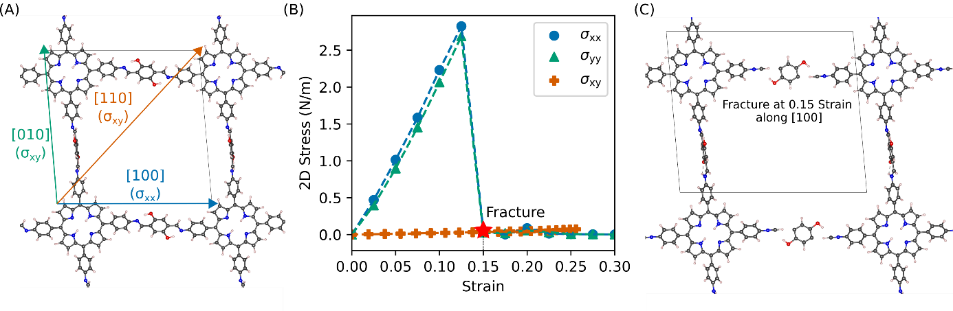 (A)
[110]
(σxy)
[010]
(σxy)
[100]
(σxx)
(B)
2D Stress (N/m)
2.5
2.0
1.5
1.0
0.5
0.0
σxx
σyy
σxy
Fracture
0.00 0.05 0.10 0.15 0.20 0.25 0.30
Strain
(C)
Fracture at 0.15 Strain
along [100]